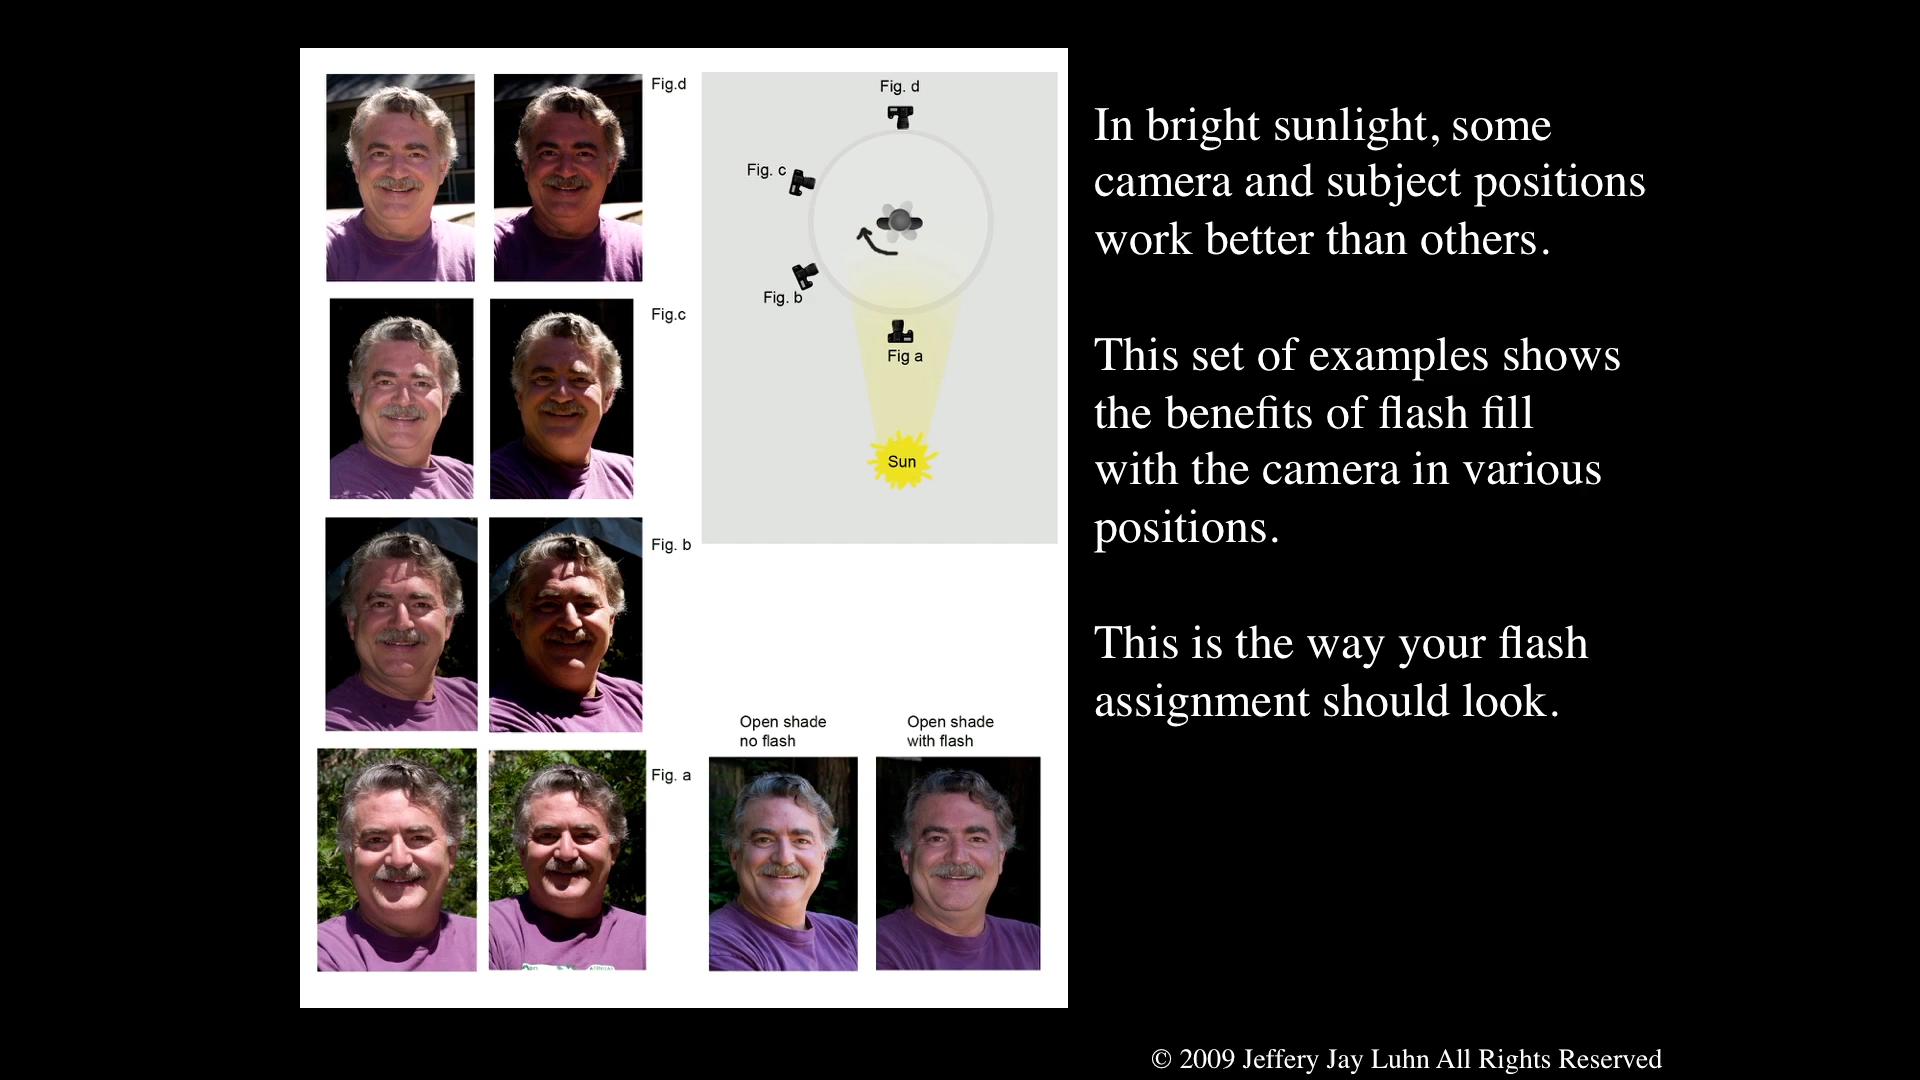 Fig.d
Fig. d
Fig. c
Fig. b
Fig a
Sun
Fig.c
Fig. b
Fig. a
Open shade
no flash
Open shade
with flash
In bright sunlight, some
camera and subject positions
work better than others.
This set of examples shows
the benefits of flash fill
with the camera in various
positions.
This is the way your flash
assignment should look.
© 2009 Jeffery Jay Luhn All Rights Reserved